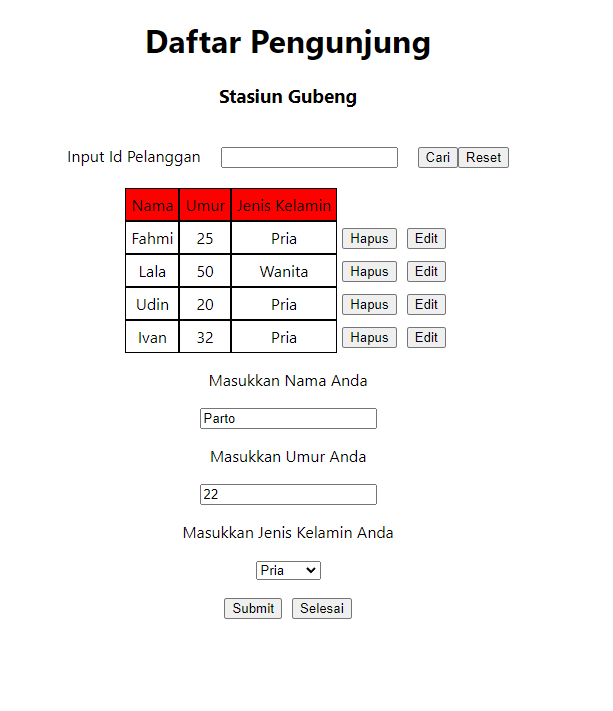 Daftar Pengunjung
Stasiun Gubeng
Input Id Pelanggan Cari Reset
Nama Umur Jenis Kelamin
Fahmi 25 Pria Hapus Edit
Lala 50 Wanita Hapus Edit
Udin 20 Pria Hapus Edit
Ivan 32 Pria Hapus Edit
Masukkan Nama Anda
Parto
Masukkan Umur Anda
22
Masukkan Jenis Kelamin Anda
Pria
Submit Selesai